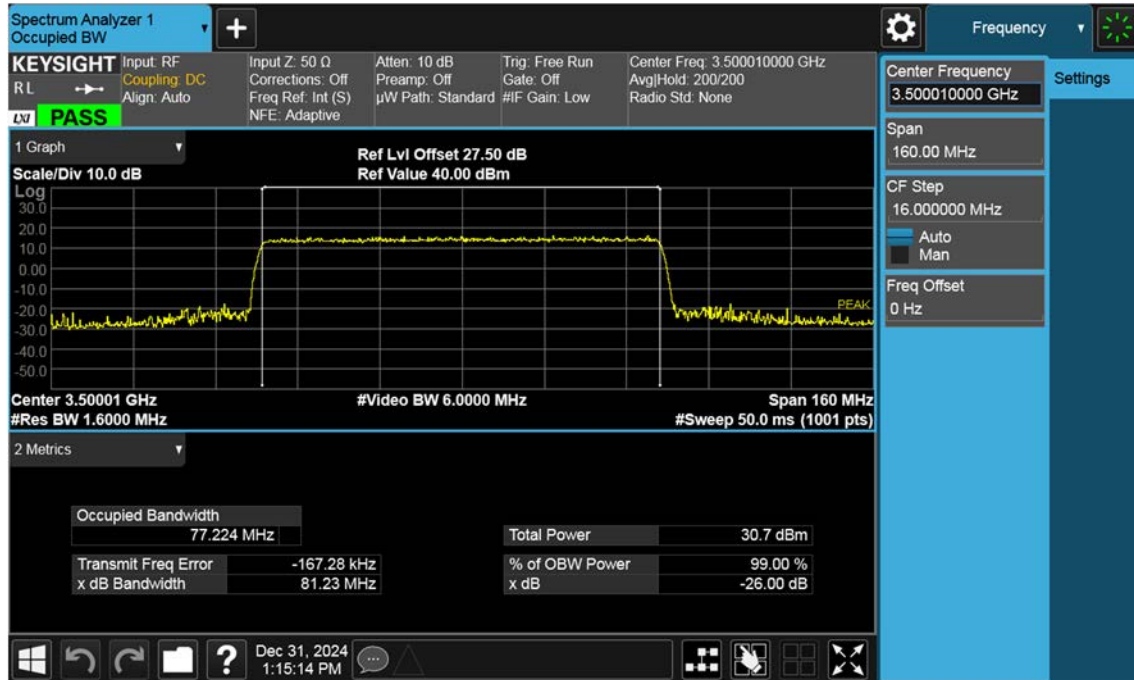 Spectrum Analyzer 1
Occupied BW
+
Frequency
KEYSIGHT
RL
LXI PASS
Input: RF
Coupling: DC
Align: Auto
Input Z: 50 Ω
Corrections: Off
Freq Ref: Int (S)
NFE: Adaptive
Atten: 10 dB
Preamp: Off
µW Path: Standard
Trig: Free Run
Gate: Off
#IF Gain: Low
Center Freq: 3.500010000 GHz
Avg|Hold: 200/200
Radio Std: None
Center Frequency
3.500010000 GHz
Settings
Span
160.00 MHz
CF Step
16.000000 MHz
Auto
Man
Freq Offset
0 Hz
1 Graph
Scale/Div 10.0 dB
Ref Lvl Offset 27.50 dB
Ref Value 40.00 dBm
Log
30.0
20.0
10.0
0.00
-10.0
-20.0
-30.0
-40.0
-50.0
PEAK
Center 3.50001 GHz
#Video BW 6.0000 MHz
Span 160 MHz
#Res BW 1.6000 MHz
#Sweep 50.0 ms (1001 pts)
2 Metrics
Occupied Bandwidth
77.224 MHz
Total Power 30.7 dBm
Transmit Freq Error -167.28 kHz
% of OBW Power 99.00 %
x dB Bandwidth 81.23 MHz
x dB -26.00 dB
?
Dec 31, 2024
1:15:14 PM